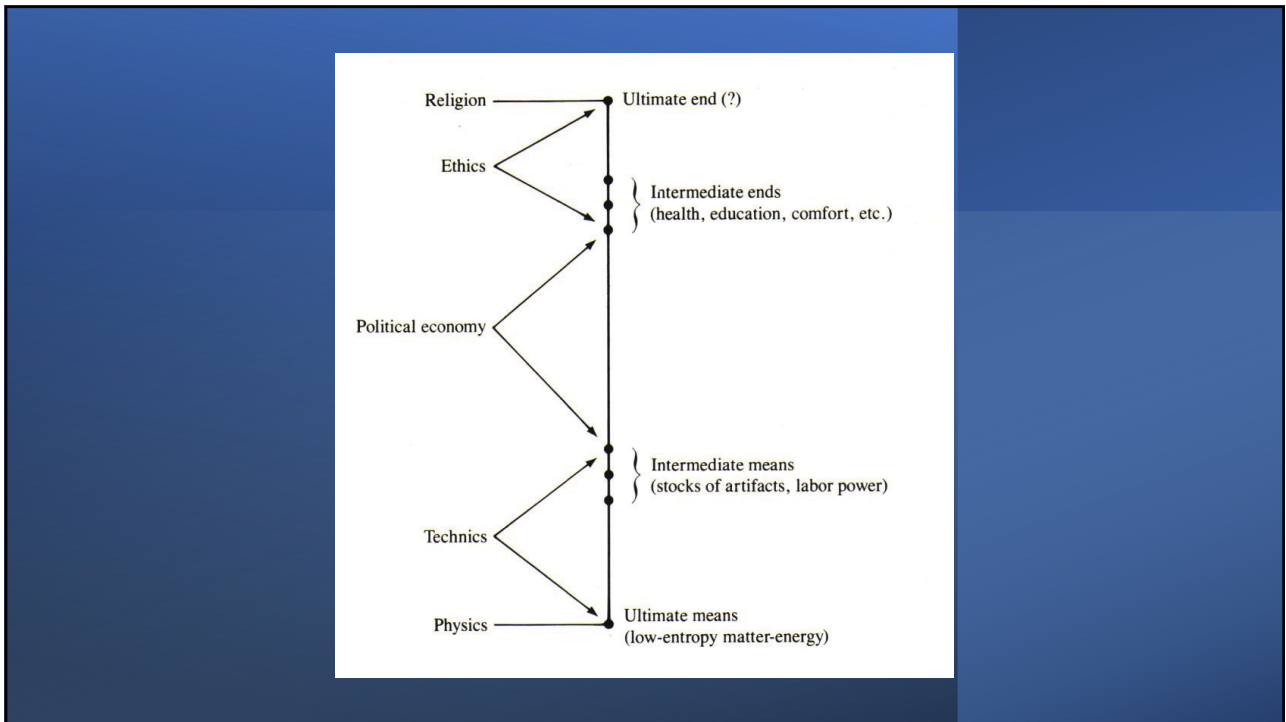 Religion
Ultimate end (?)
Ethics
Intermediate ends
(health, education, comfort, etc.)
Political economy
Intermediate means
(stocks of artifacts, labor power)
Technics
Physics
Ultimate means
(low-entropy matter-energy)